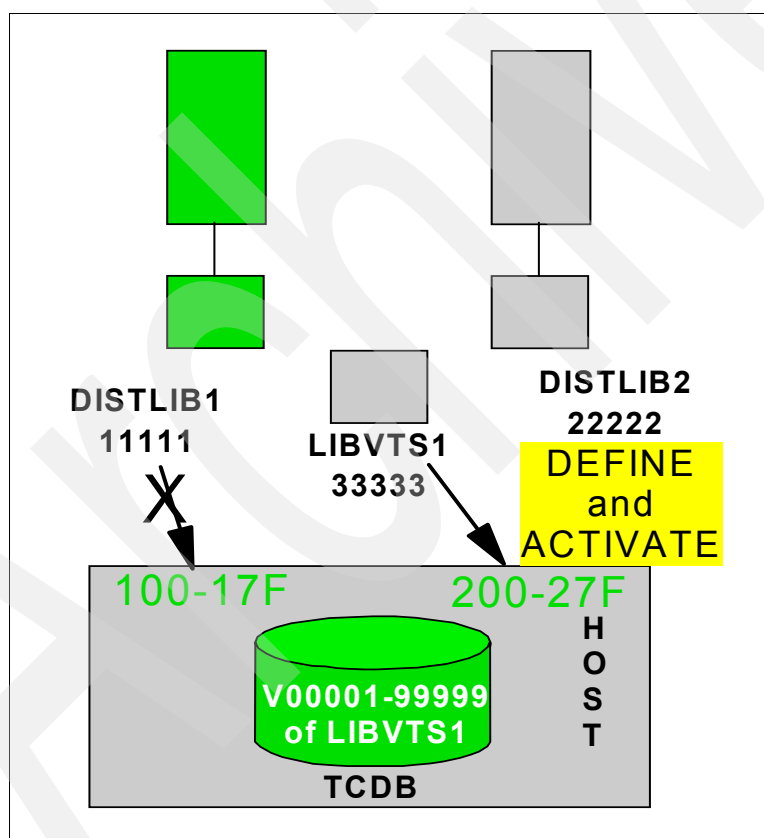 DISTLIB1
11111
X
LIBVTS1
33333
DISTLIB2
22222
DEFINE
and
ACTIVATE
100-17F
200-27F
H
O
S
T
V00001-99999
of LIBVTS1
TCDB